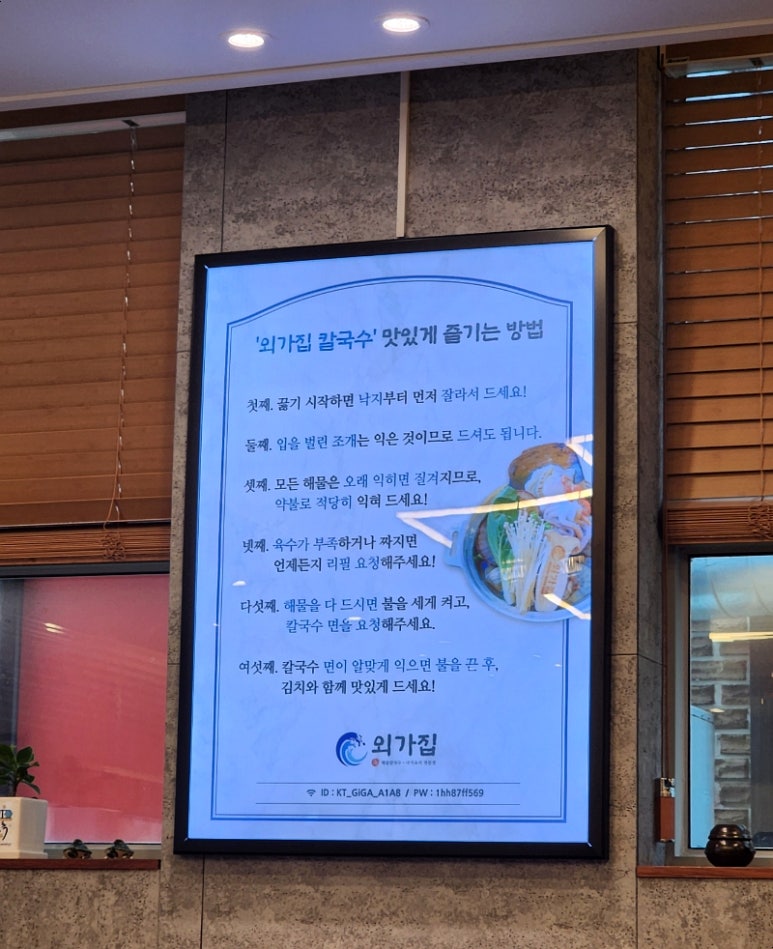 '외가집 칼국수' 맛있게 즐기는 방법
첫째. 끓기 시작하면 낙지부터 먼저 잘라서 드세요!
둘째. 입을 벌린 조개는 익은 것이므로 드셔도 됩니다.
셋째. 모든 해물은 오래 익히면 질겨지므로,
약불로 적당히 익혀 드세요!
넷째. 육수가 부족하거나 짜지면
언제든지 리필 요청해주세요!
다섯째. 해물을 다 드시면 불을 세게 켜고,
칼국수 면을 요청해주세요.
여섯째. 칼국수 면이 알맞게 익으면 불을 끈 후,
김치와 함께 맛있게 드세요!
외가집
ID : KT_GiGA_A1A8 / PW : 1hh87ff569